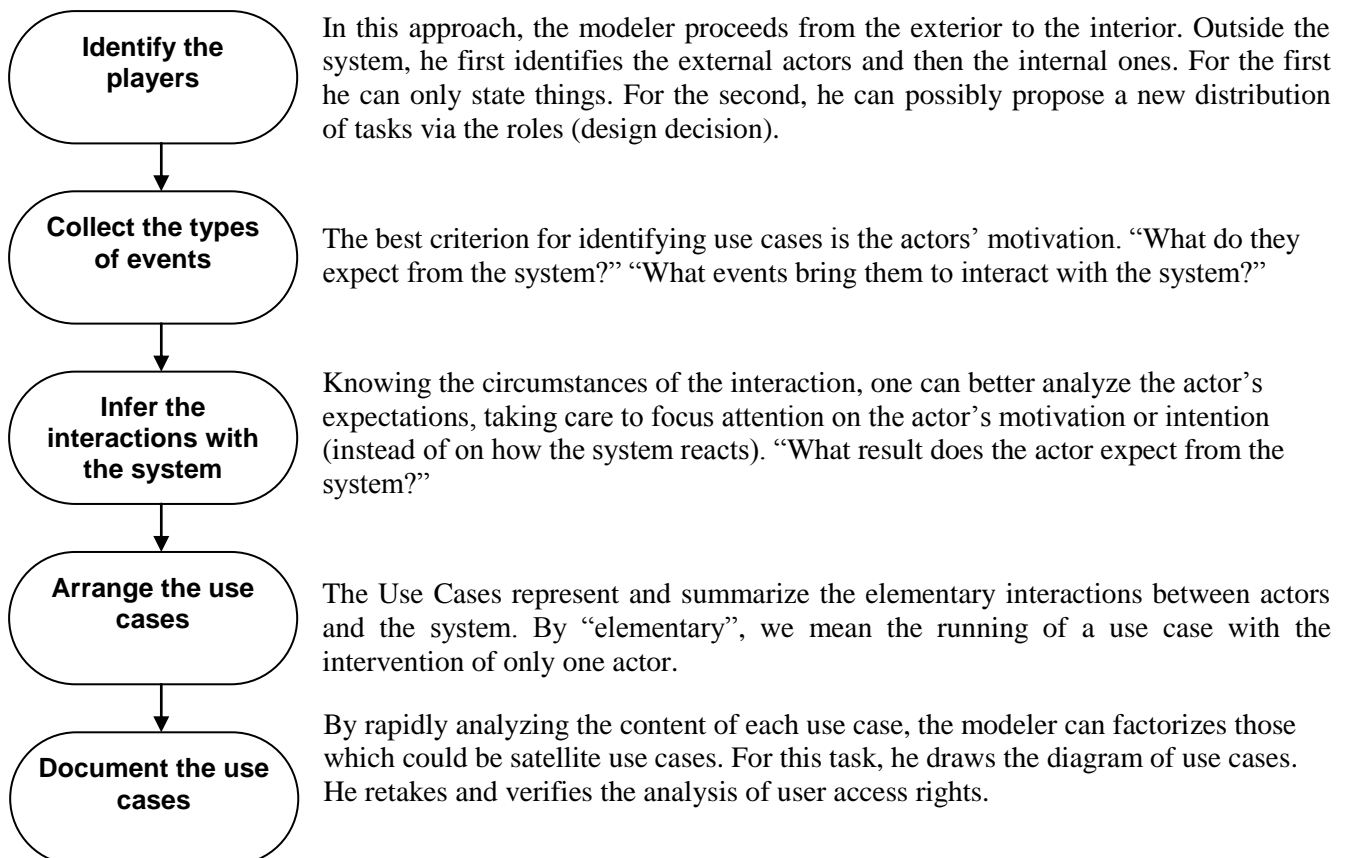 Identify the
players
In this approach, the modeler proceeds from the exterior to the interior. Outside the
system, he first identifies the external actors and then the internal ones. For the first
he can only state things. For the second, he can possibly propose a new distribution
of tasks via the roles (design decision).
Collect the types
of events
The best criterion for identifying use cases is the actors’ motivation. “What do they
expect from the system?” “What events bring them to interact with the system?”
Infer the
interactions with
the system
Knowing the circumstances of the interaction, one can better analyze the actor’s
expectations, taking care to focus attention on the actor’s motivation or intention
(instead of on how the system reacts). “What result does the actor expect from the
system?”
Arrange the use
cases
The Use Cases represent and summarize the elementary interactions between actors
and the system. By “elementary”, we mean the running of a use case with the
intervention of only one actor.
Document the use
cases
By rapidly analyzing the content of each use case, the modeler can factorizes those
which could be satellite use cases. For this task, he draws the diagram of use cases.
He retakes and verifies the analysis of user access rights.